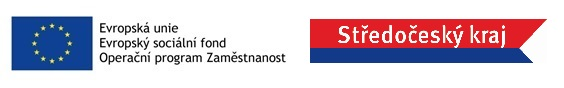 Evropská unie
Evropský sociální fond
Operační program Zaměstnanost
Středočeský kraj